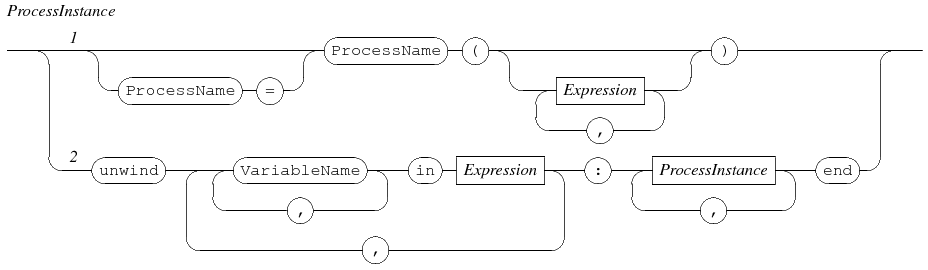 ProcessInstance
1 ProcessName ( )
ProcessName = Expression
,
2 unwind VariableName in Expression : ProcessInstance end
, ,
,